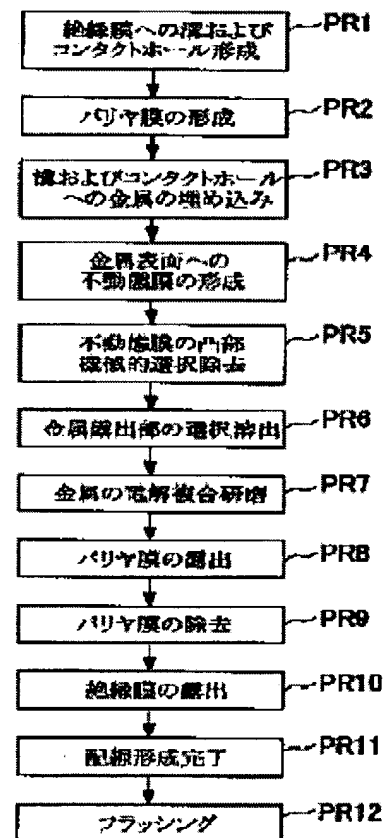 絶縁膜への溝および
コンタクトホール形成
PR1
バリヤ膜の形成
PR2
溝およびコンタクトホール
への金属の埋め込み
PR3
金属表面への
不動態膜の形成
PR4
不動態膜の凸部
機械的選択除去
PR5
金属露出部の選択溶出
PR6
金属の電解複合研磨
PR7
バリヤ膜の露出
PR8
バリヤ膜の除去
PR9
絶縁膜の露出
PR10
配線形成完了
PR11
フラッシング
PR12